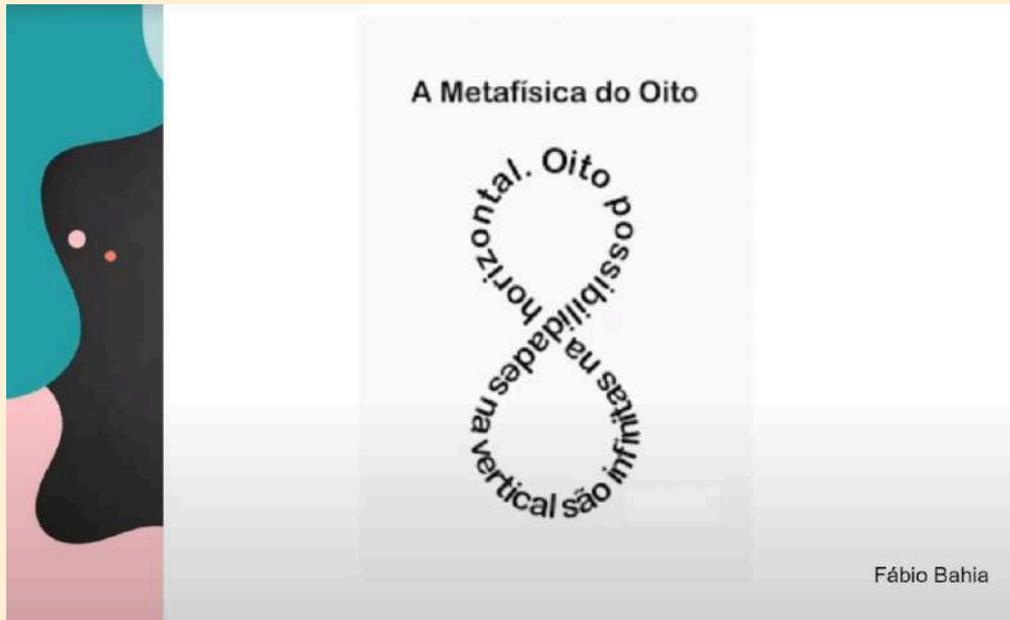 A Metafísica do Oito
Oito possibilidades na vertical são infinitas na horizontal.
Fábio Bahia